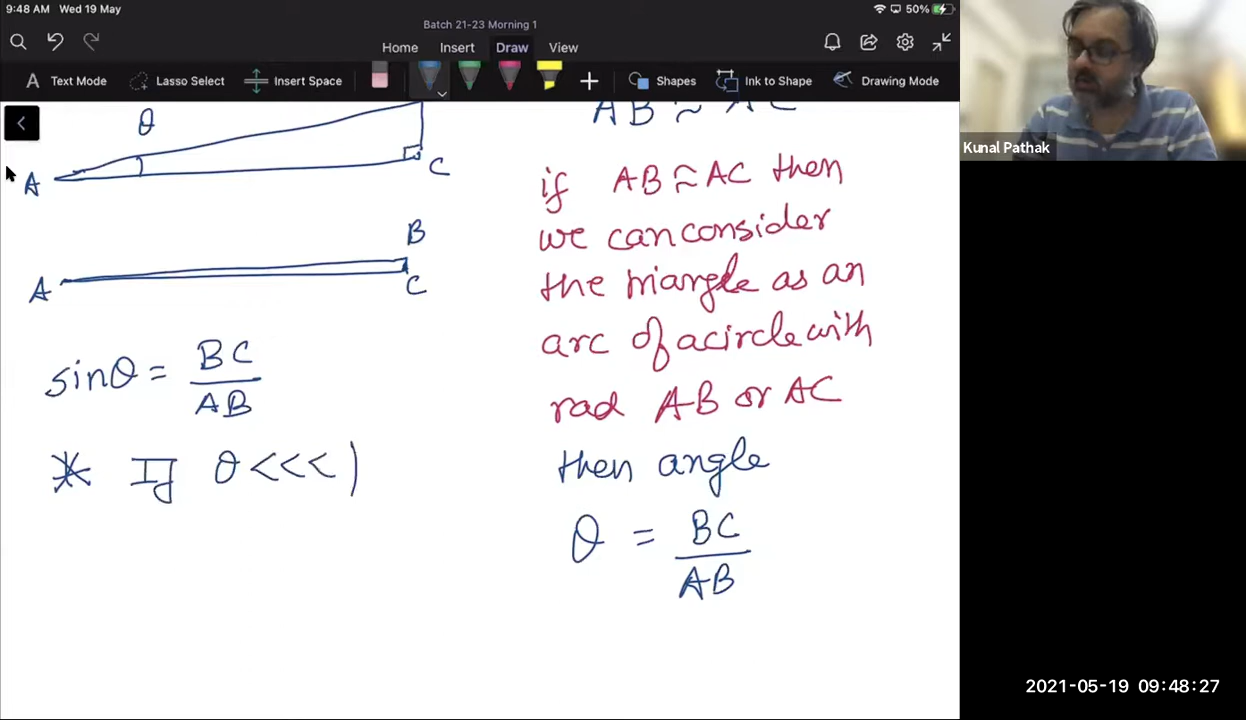 9:48 AM Wed 19 May
50%
Batch 21-23 Morning 1
Home Insert Draw View
Text Mode Lasso Select Insert Space Shapes Ink to Shape Drawing Mode
Kunal Pathak
θ
A
C
B
A
C
sinθ = BC
AB
* If θ<<<)
AB ≈ AC
if AB≈AC then
we can consider
the triangle as an
arc of a circle with
rad AB or AC
then angle
θ = BC
AB
2021-05-19 09:48:27